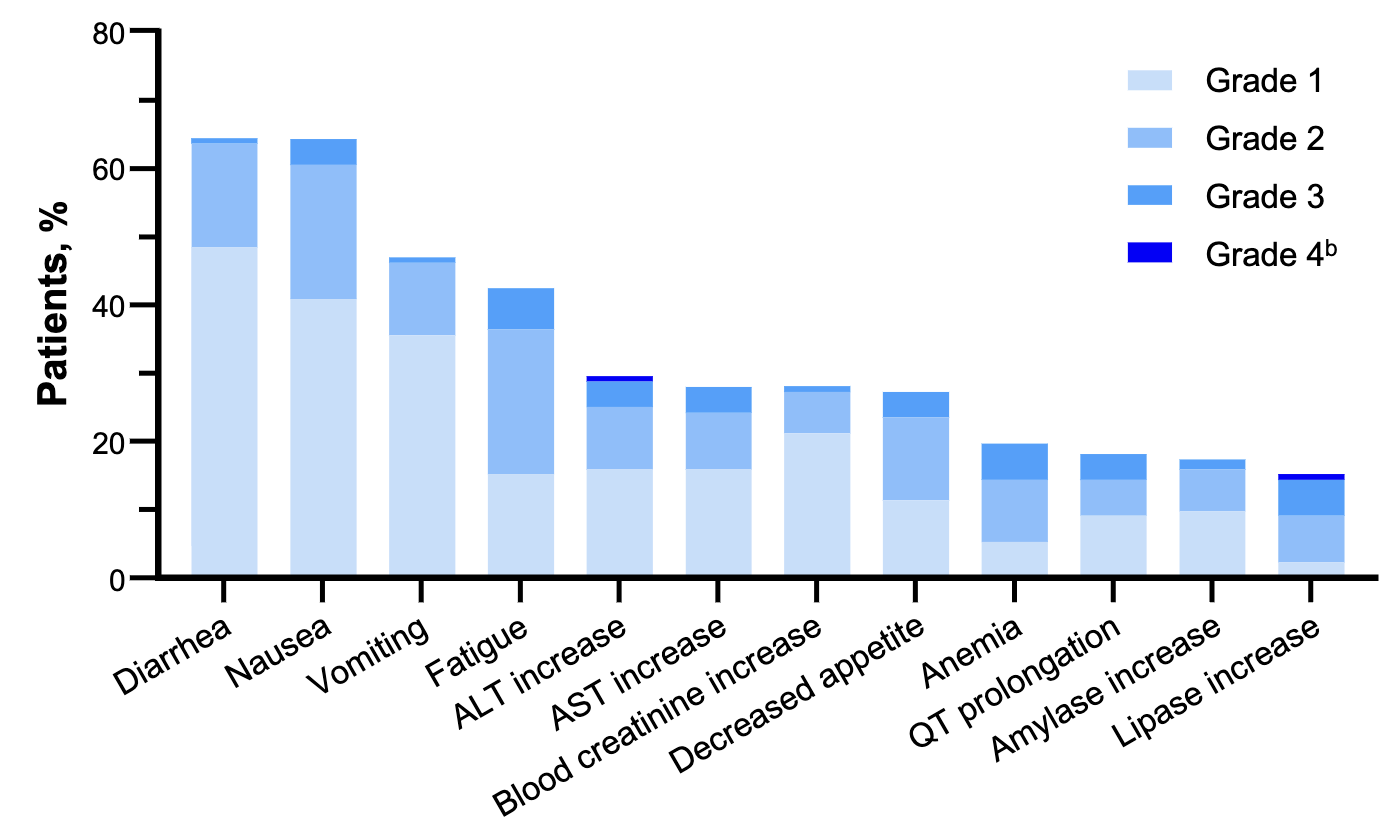 Patients, %
80
60
40
20
0
Grade 1
Grade 2
Grade 3
Grade 4ᵇ
Diarrhea
Nausea
Vomiting
Fatigue
ALT increase
AST increase
Blood creatinine increase
Decreased appetite
Anemia
QT prolongation
Amylase increase
Lipase increase